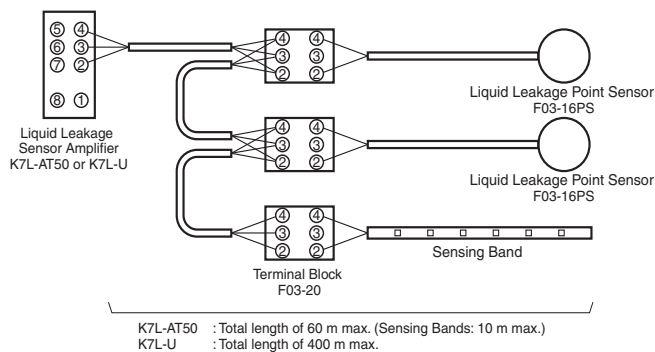 ⑤ ④
⑥ ③
⑦ ②
⑧ ①
Liquid Leakage
Sensor Amplifier
K7L-AT50 or K7L-U
④ ④
③ ③
② ②
Liquid Leakage Point Sensor
F03-16PS
④ ④
③ ③
② ②
Liquid Leakage Point Sensor
F03-16PS
④ ④
③ ③
② ②
Terminal Block
F03-20
Sensing Band
K7L-AT50 : Total length of 60 m max. (Sensing Bands: 10 m max.)
K7L-U : Total length of 400 m max.